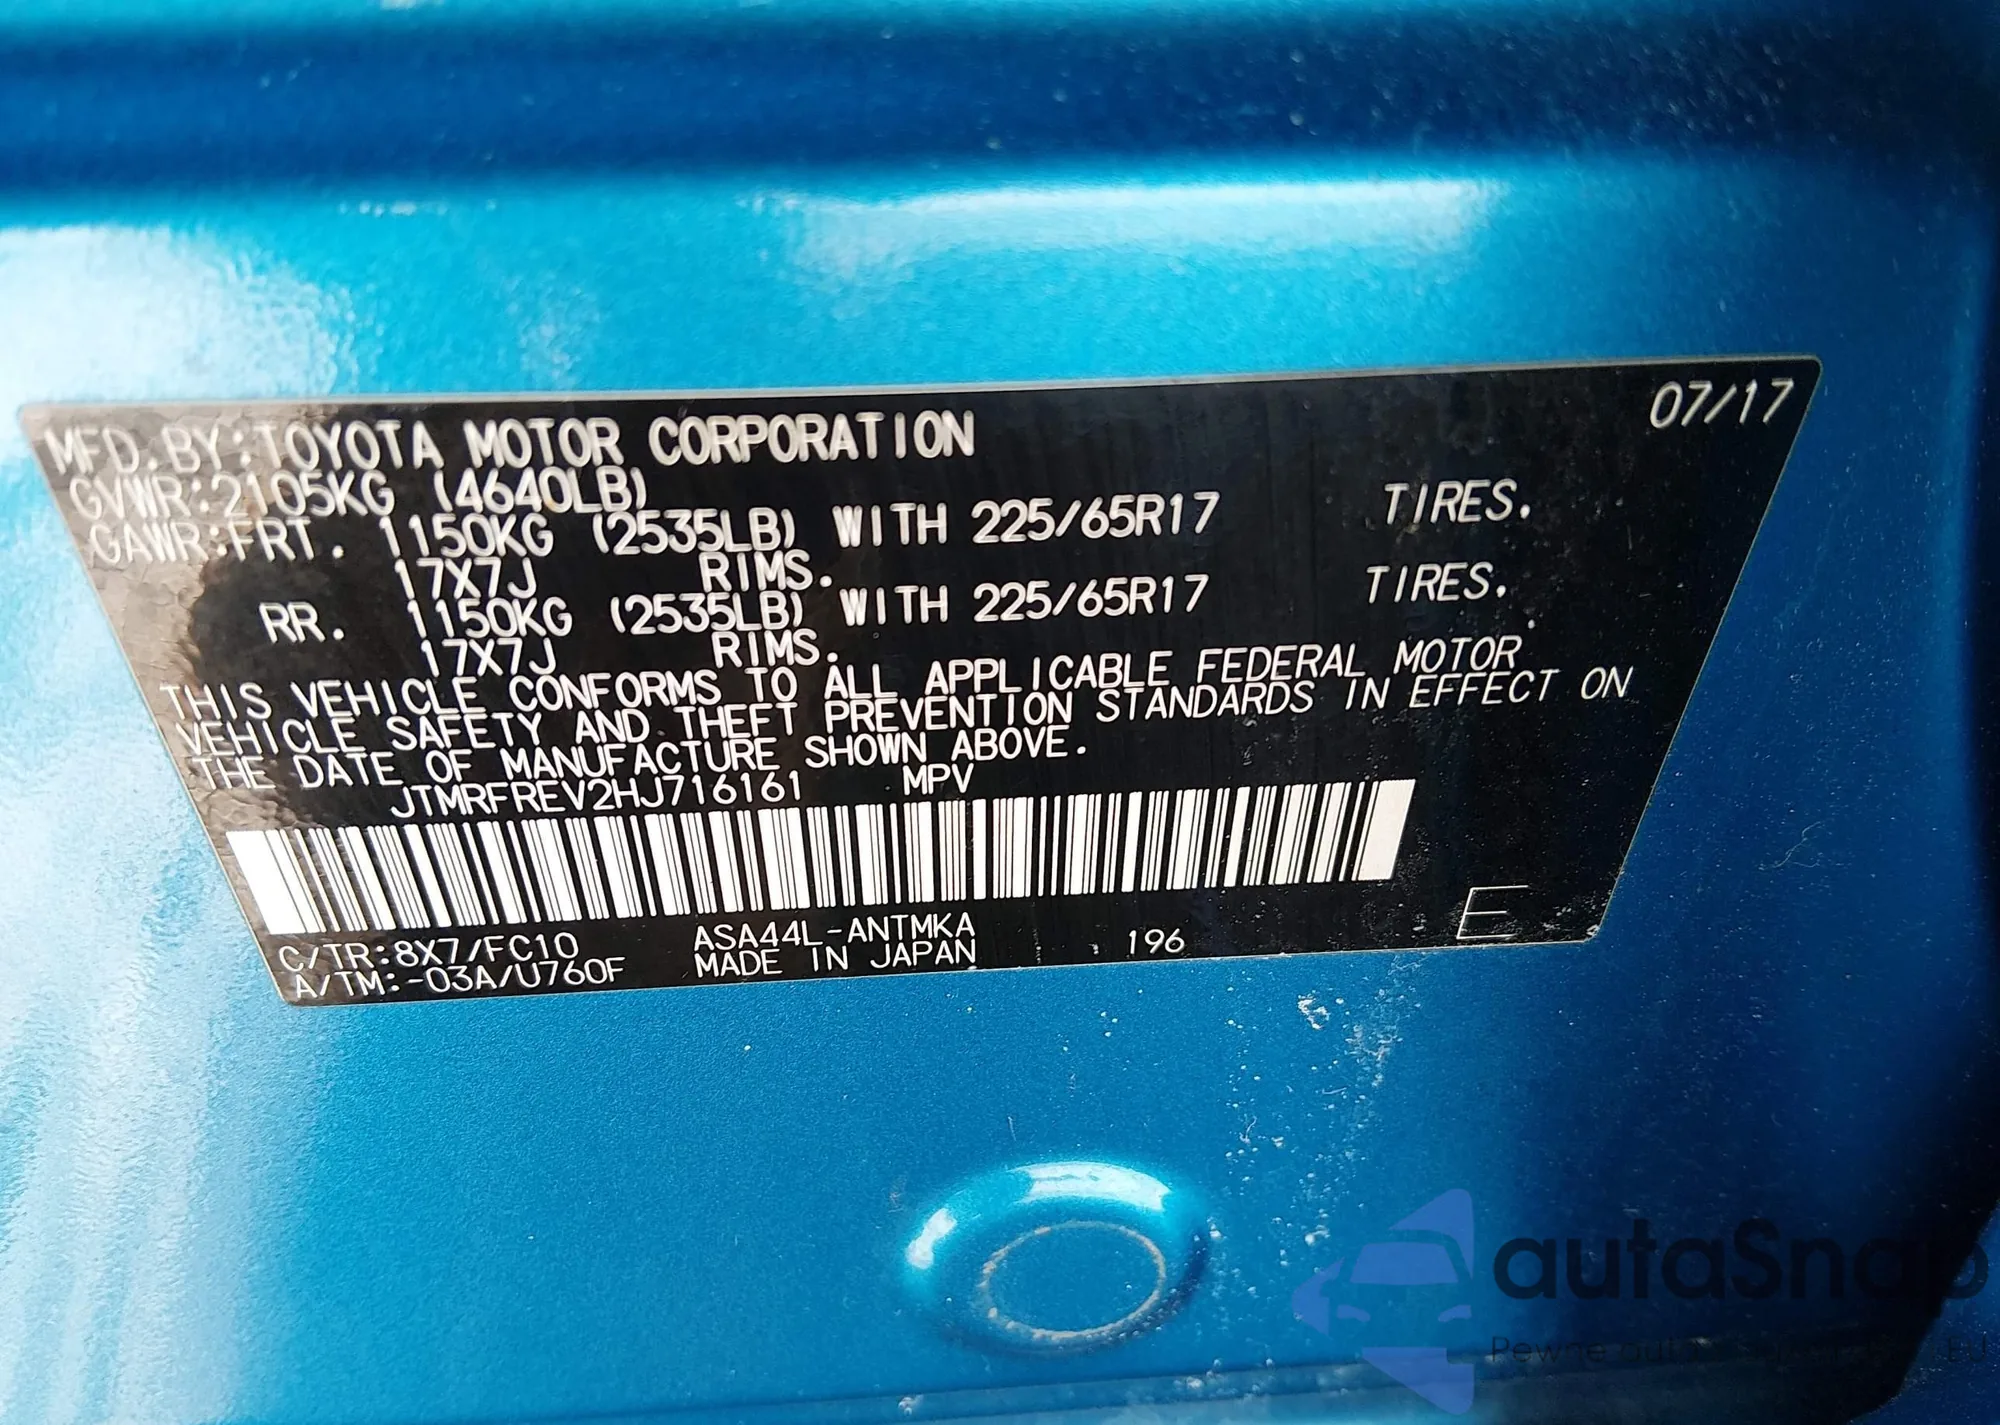 07/17
MFD.BY:TOYOTA MOTOR CORPORATION
GVWR:2105KG (4640LB)
GAWR:FRT. 1150KG (2535LB) WITH 225/65R17 TIRES.
17X7J RIMS.
RR. 1150KG (2535LB) WITH 225/65R17 TIRES.
17X7J RIMS.
THIS VEHICLE CONFORMS TO ALL APPLICABLE FEDERAL MOTOR
VEHICLE SAFETY AND THEFT PREVENTION STANDARDS IN EFFECT ON
THE DATE OF MANUFACTURE SHOWN ABOVE.
JTMRFREV2HJ716161 MPV
C/TR:8X7/FC10 ASA44L-ANTMKA 196 E
A/TM:-03A/U760F MADE IN JAPAN
autaSnap
Pewne aut